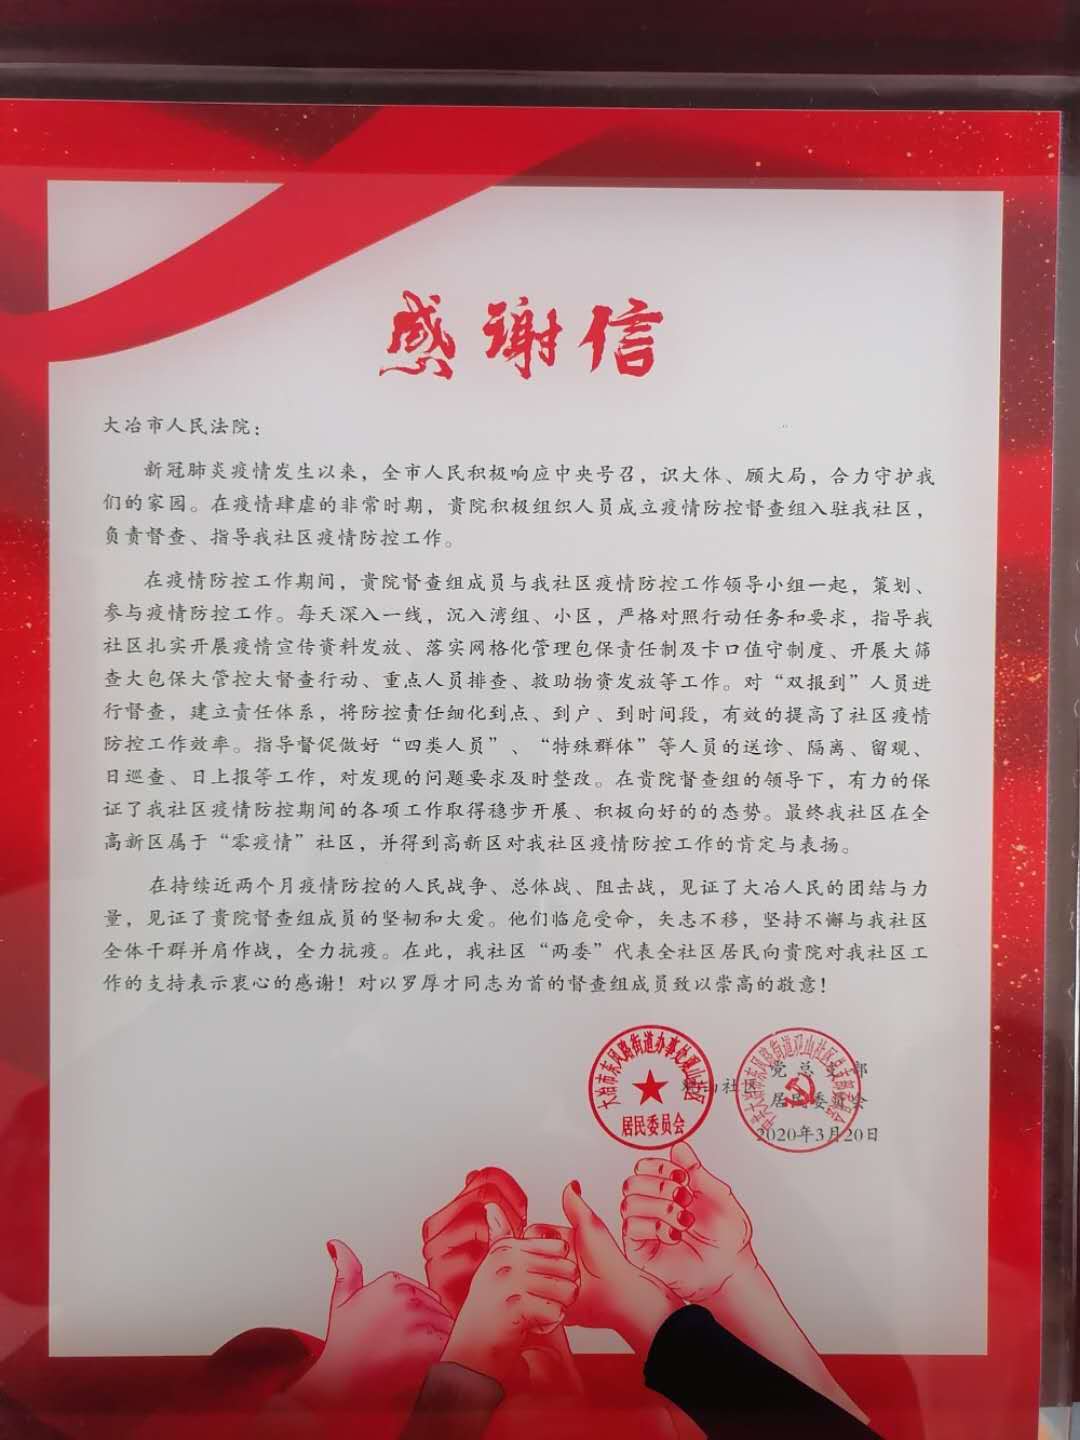 感谢信
大冶市人民法院：
新冠肺炎疫情发生以来，全市人民积极响应中央号召，识大体、顾大局，合力守护我
们的家园。在疫情肆虐的非常时期，贵院积极组织人员成立疫情防控督查组入驻我社区，
负责督查、指导我社区疫情防控工作。
在疫情防控工作期间，贵院督查组成员与我社区疫情防控工作领导小组一起，策划、
参与疫情防控工作。每天深入一线，沉入湾组、小区，严格对照行动任务和要求，指导我
社区扎实开展疫情宣传资料发放、落实网格化管理包保责任制及卡口值守制度、开展大筛
查大包保大管控大督查行动、重点人员排查、救助物资发放等工作。对“双报到”人员进
行督查，建立责任体系，将防控责任细化到点、到户、到时间段，有效的提高了社区疫情
防控工作效率。指导督促做好“四类人员”、“特殊群体”等人员的送诊、隔离、留观、
日巡查、日上报等工作，对发现的问题要求及时整改。在贵院督查组的领导下，有力的保
证了我社区疫情防控期间的各项工作取得稳步开展、积极向好的的态势。最终我社区在全
高新区属于“零疫情”社区，并得到高新区对我社区疫情防控工作的肯定与表扬。
在持续近两个月疫情防控的人民战争、总体战、阻击战，见证了大冶人民的团结与力
量，见证了贵院督查组成员的坚韧和大爱。他们临危受命，矢志不移，坚持不懈与我社区
全体干群并肩作战，全力抗疫。在此，我社区“两委”代表全社区居民向贵院对我社区工
作的支持表示衷心的感谢！对以罗厚才同志为首的督查组成员致以崇高的敬意！
大冶市东风路街道办事处观山社区
居民委员会
党总支部
观山社区
居民委员会
2020年3月20日